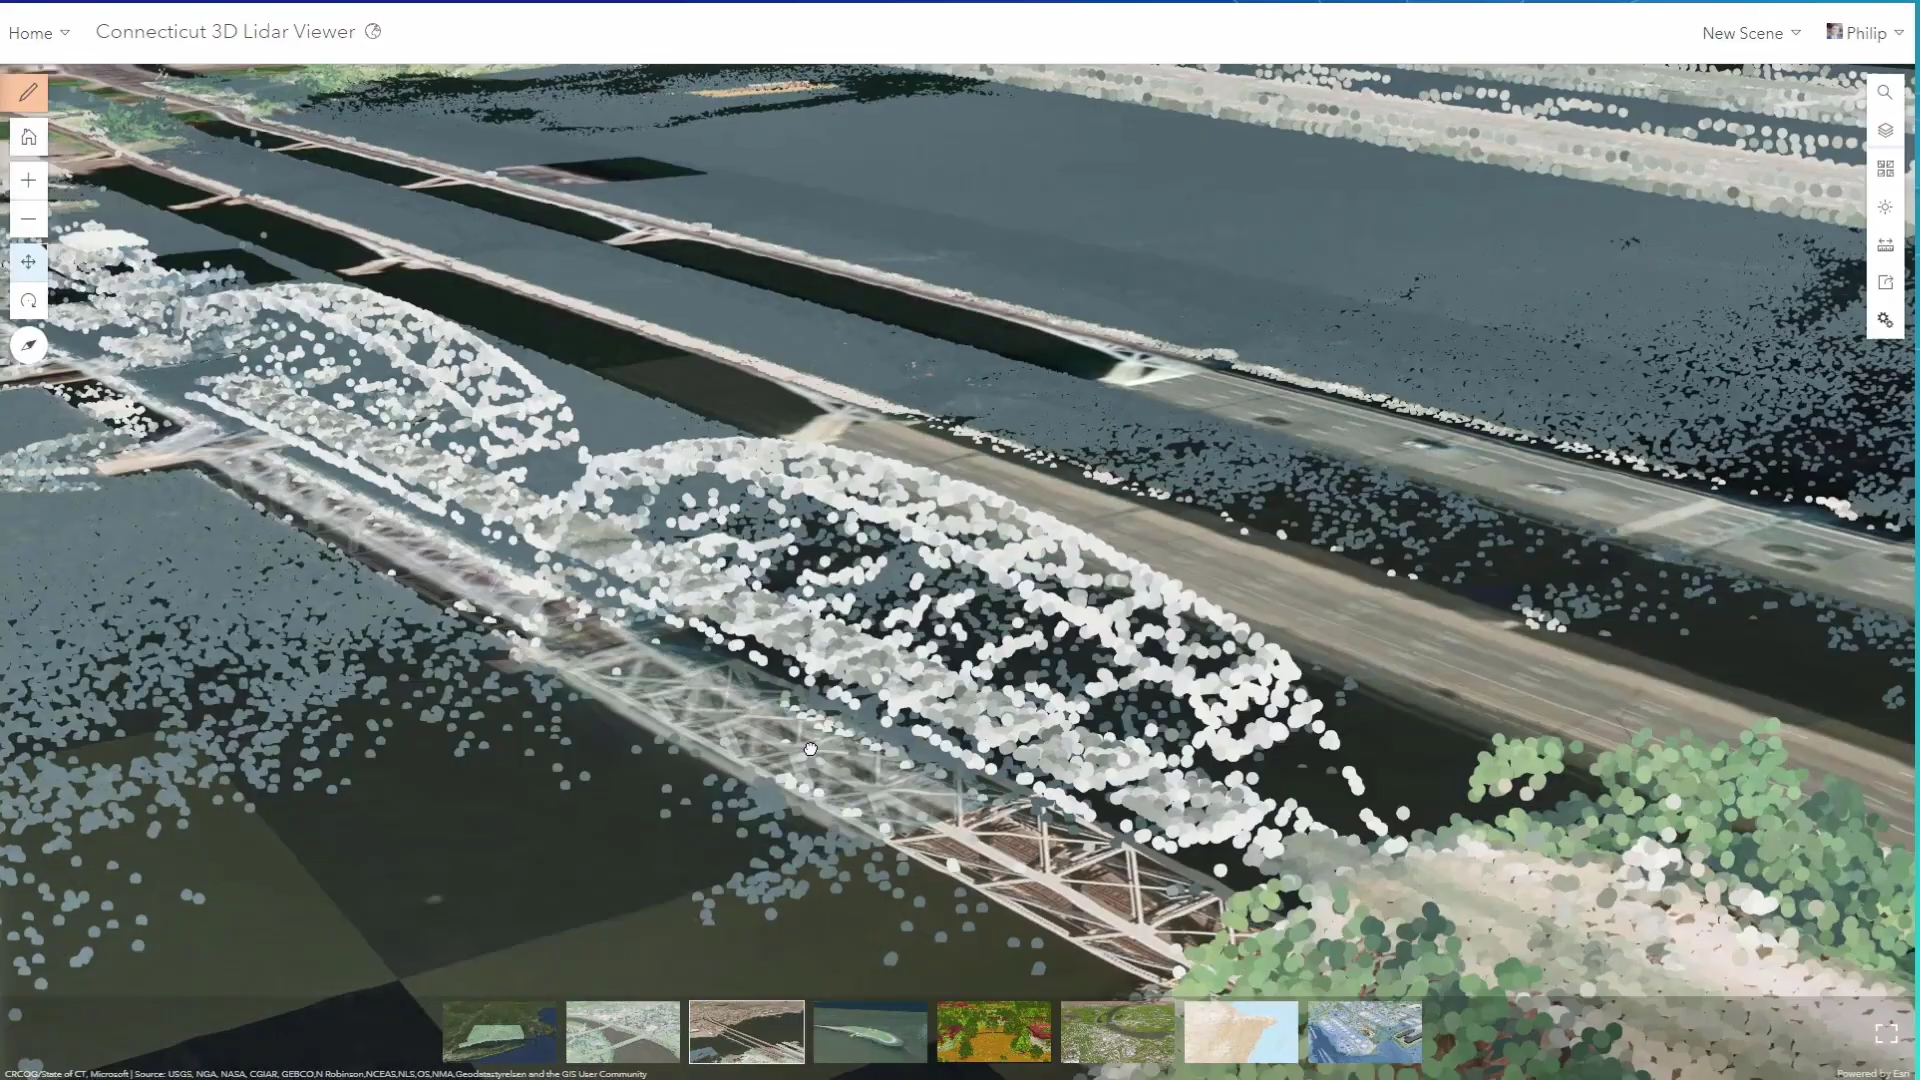 Home
Connecticut 3D Lidar Viewer
New Scene
Philip
CRCOG/State of CT, Microsoft | Source: USGS, NGA, NASA, CGIAR, GEBCO,N Robinson,NCEAS,NLS,OS,NMA,Geodatastyrelsen and the GIS User Community
Powered by Esri